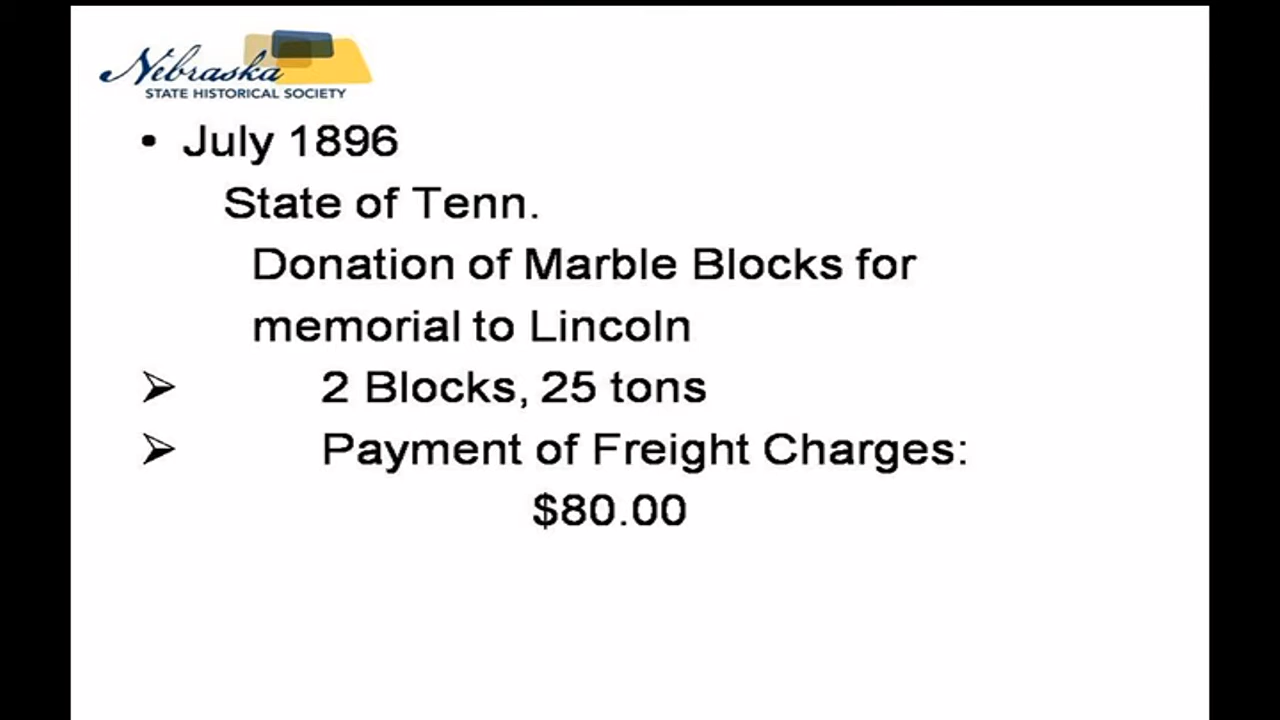 Nebraska
STATE HISTORICAL SOCIETY
• July 1896
State of Tenn.
Donation of Marble Blocks for
memorial to Lincoln
➢ 2 Blocks, 25 tons
➢ Payment of Freight Charges:
$80.00